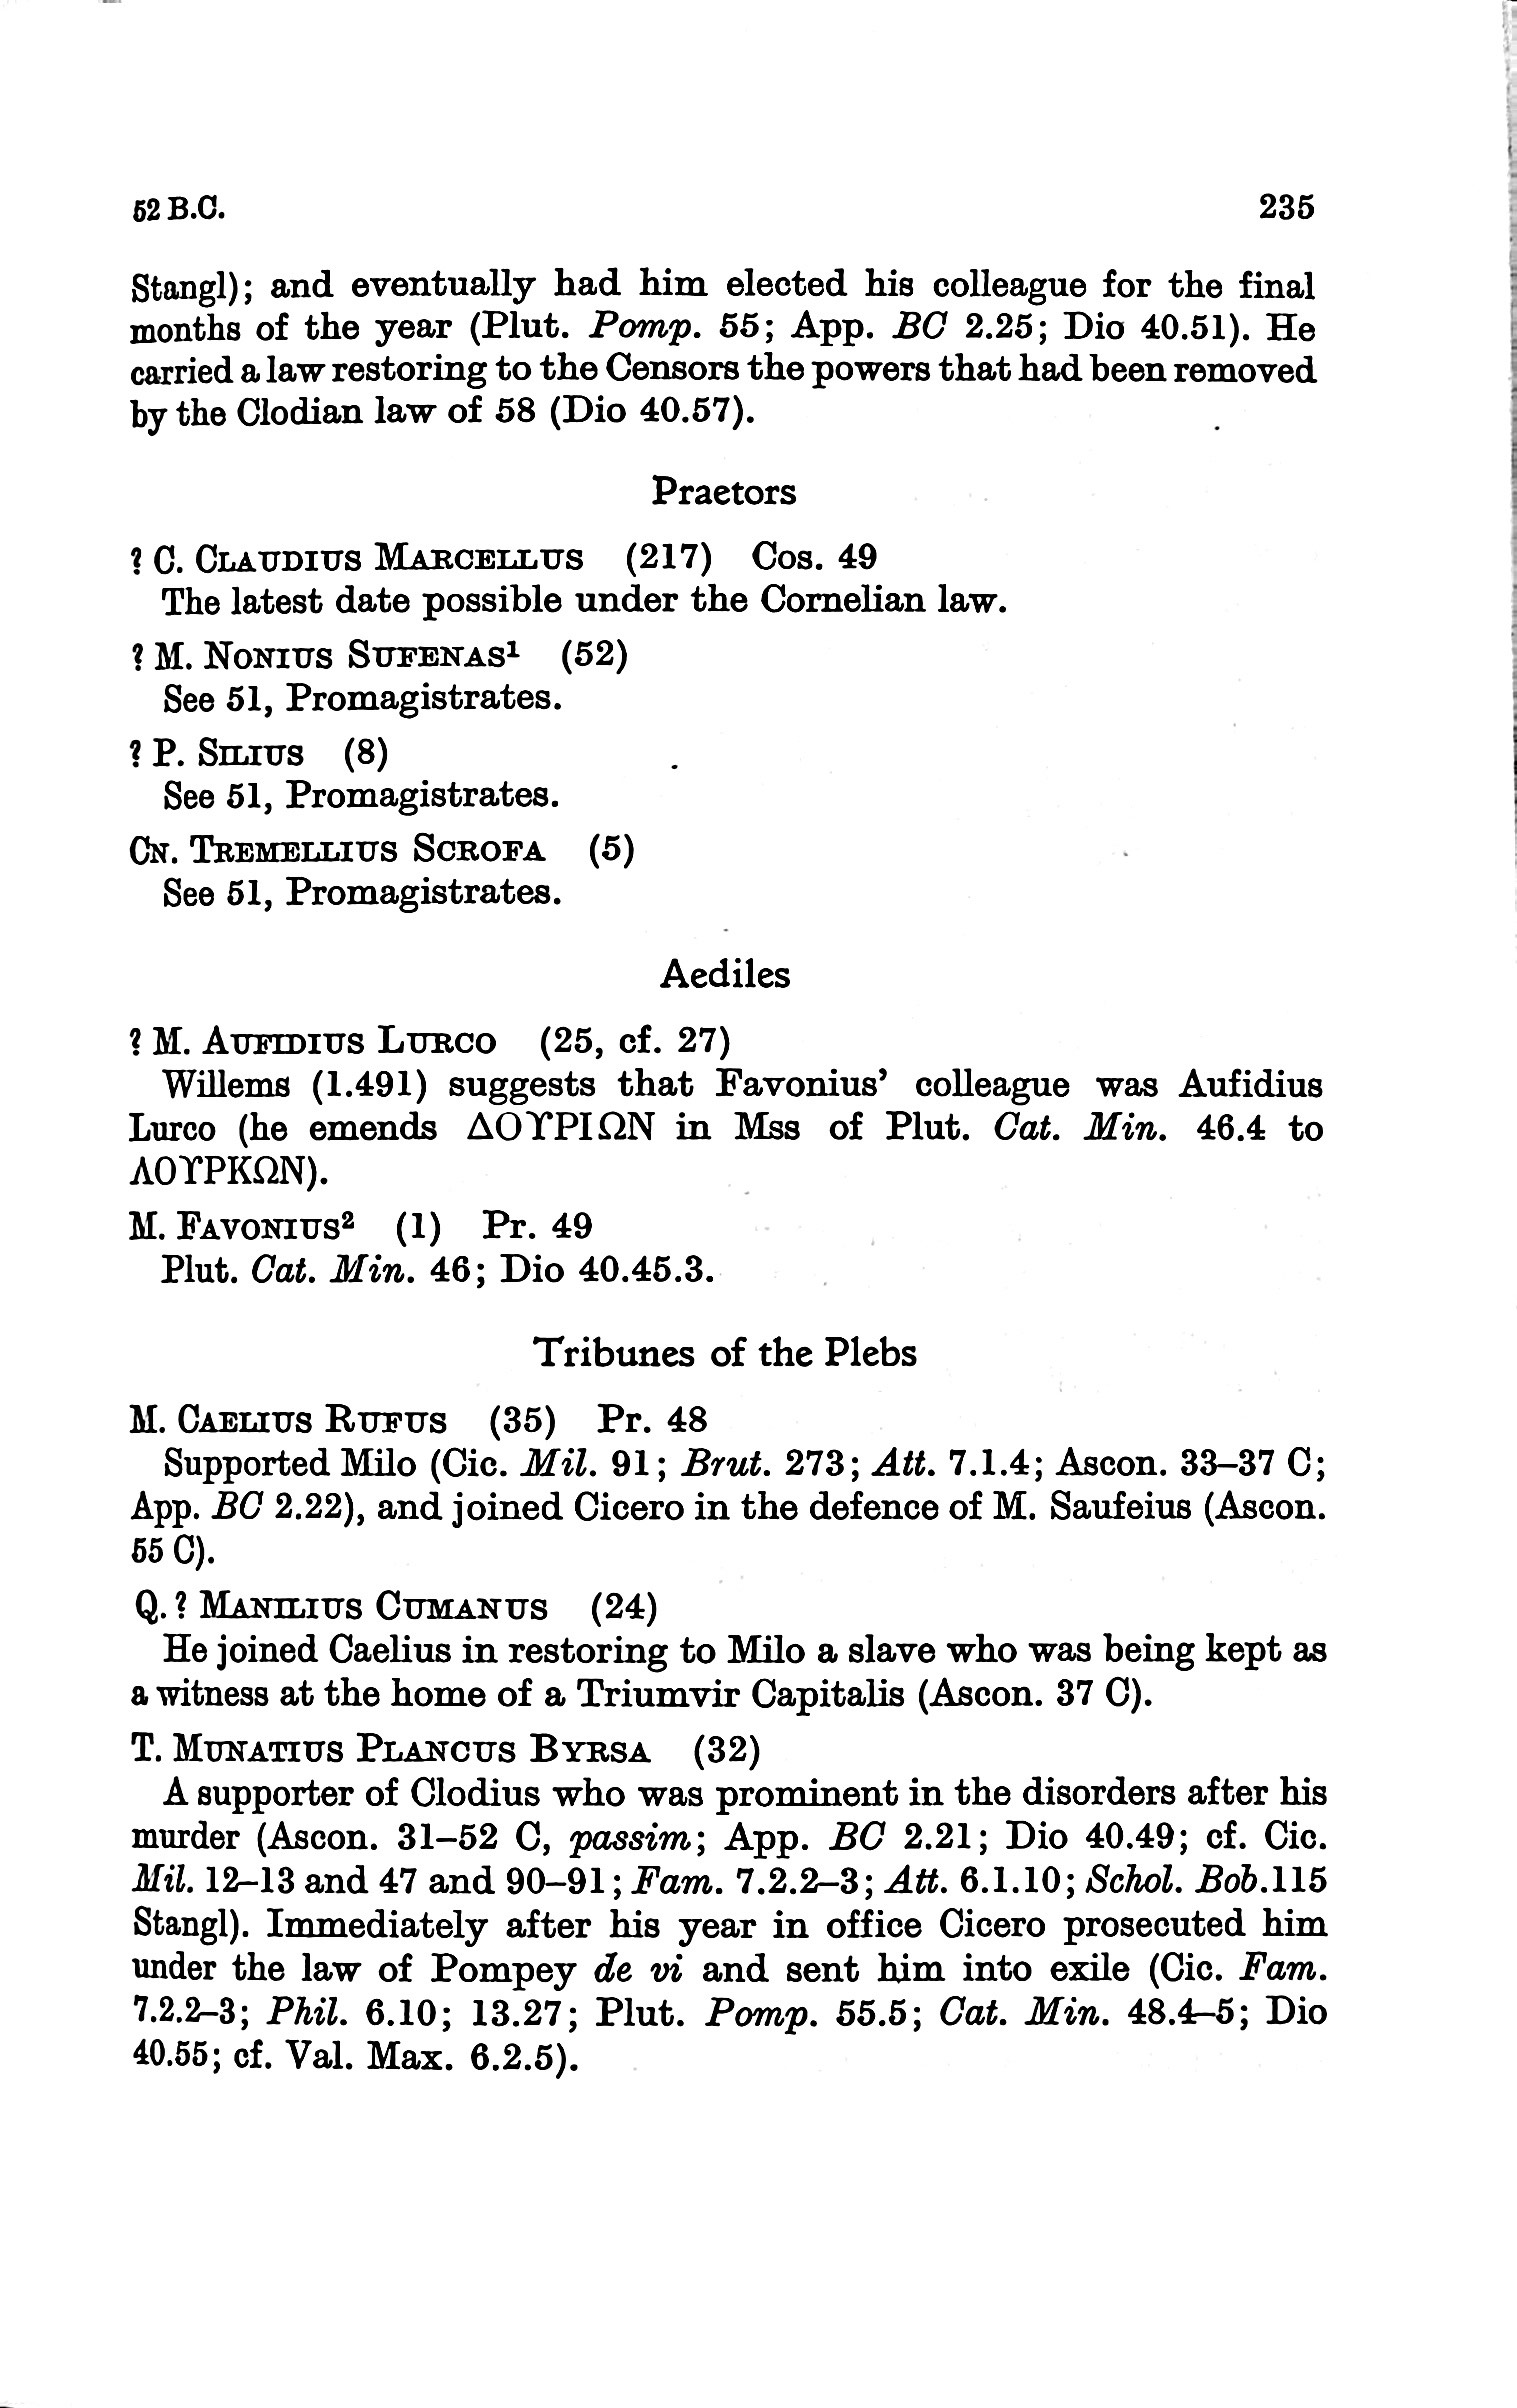 52 B.C. 235
Stangl); and eventually had him elected his colleague for the final
months of the year (Plut. Pomp. 55; App. BC 2.25; Dio 40.51). He
carried a law restoring to the Censors the powers that had been removed
by the Clodian law of 58 (Dio 40.57).
Praetors
? C. CLAUDIUS MARCELLUS (217) Cos. 49
The latest date possible under the Cornelian law.
? M. NONIUS SUFENAS¹ (52)
See 51, Promagistrates.
? P. SILIUS (8)
See 51, Promagistrates.
CN. TREMELLIUS SCROFA (5)
See 51, Promagistrates.
Aediles
? M. AUFIDIUS LURCO (25, cf. 27)
Willems (1.491) suggests that Favonius’ colleague was Aufidius
Lurco (he emends ΔΟΥΡΙΩΝ in Mss of Plut. Cat. Min. 46.4 to
ΛΟΥΡΚΩΝ).
M. FAVONIUS² (1) Pr. 49
Plut. Cat. Min. 46; Dio 40.45.3.
Tribunes of the Plebs
M. CAELIUS RUFUS (35) Pr. 48
Supported Milo (Cic. Mil. 91; Brut. 273; Att. 7.1.4; Ascon. 33–37 C;
App. BC 2.22), and joined Cicero in the defence of M. Saufeius (Ascon.
55 C).
Q. ? MANILIUS CUMANUS (24)
He joined Caelius in restoring to Milo a slave who was being kept as
a witness at the home of a Triumvir Capitalis (Ascon. 37 C).
T. MUNATIUS PLANCUS BYRSA (32)
A supporter of Clodius who was prominent in the disorders after his
murder (Ascon. 31–52 C, passim; App. BC 2.21; Dio 40.49; cf. Cic.
Mil. 12–13 and 47 and 90–91; Fam. 7.2.2–3; Att. 6.1.10; Schol. Bob.115
Stangl). Immediately after his year in office Cicero prosecuted him
under the law of Pompey de vi and sent him into exile (Cic. Fam.
7.2.2–3; Phil. 6.10; 13.27; Plut. Pomp. 55.5; Cat. Min. 48.4–5; Dio
40.55; cf. Val. Max. 6.2.5).